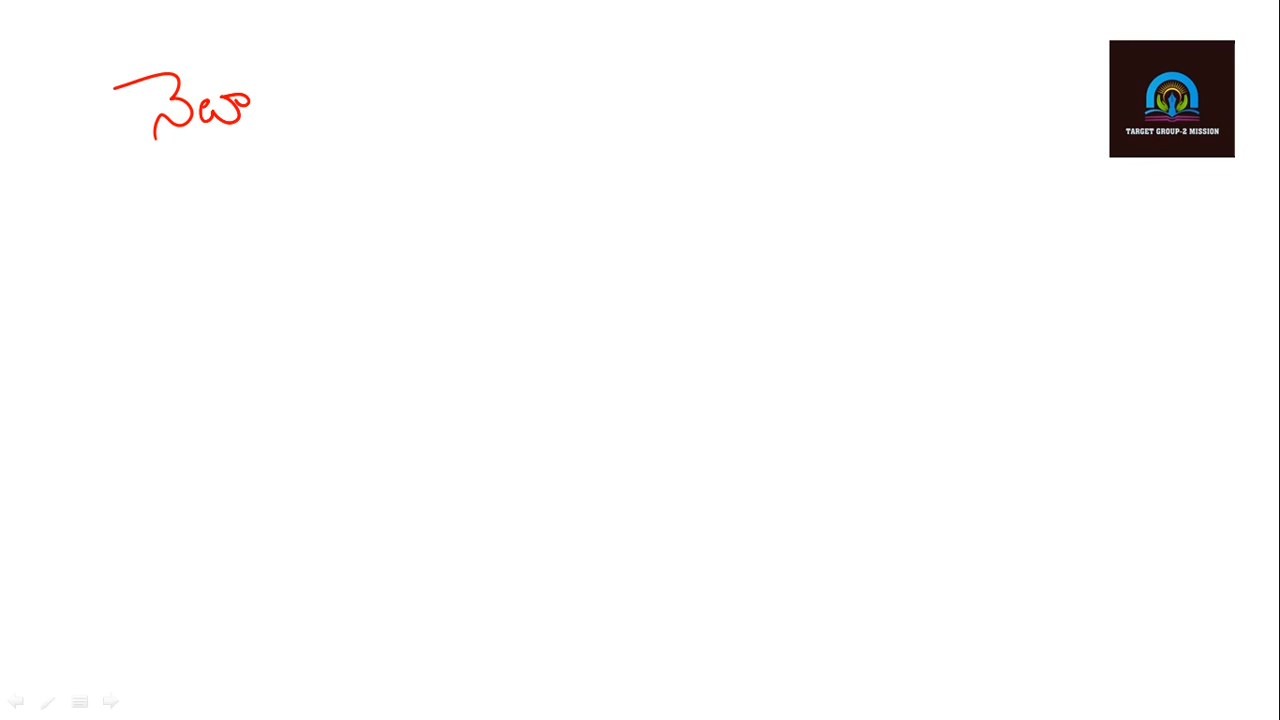 నెలా
TARGET GROUP-2 MISSION